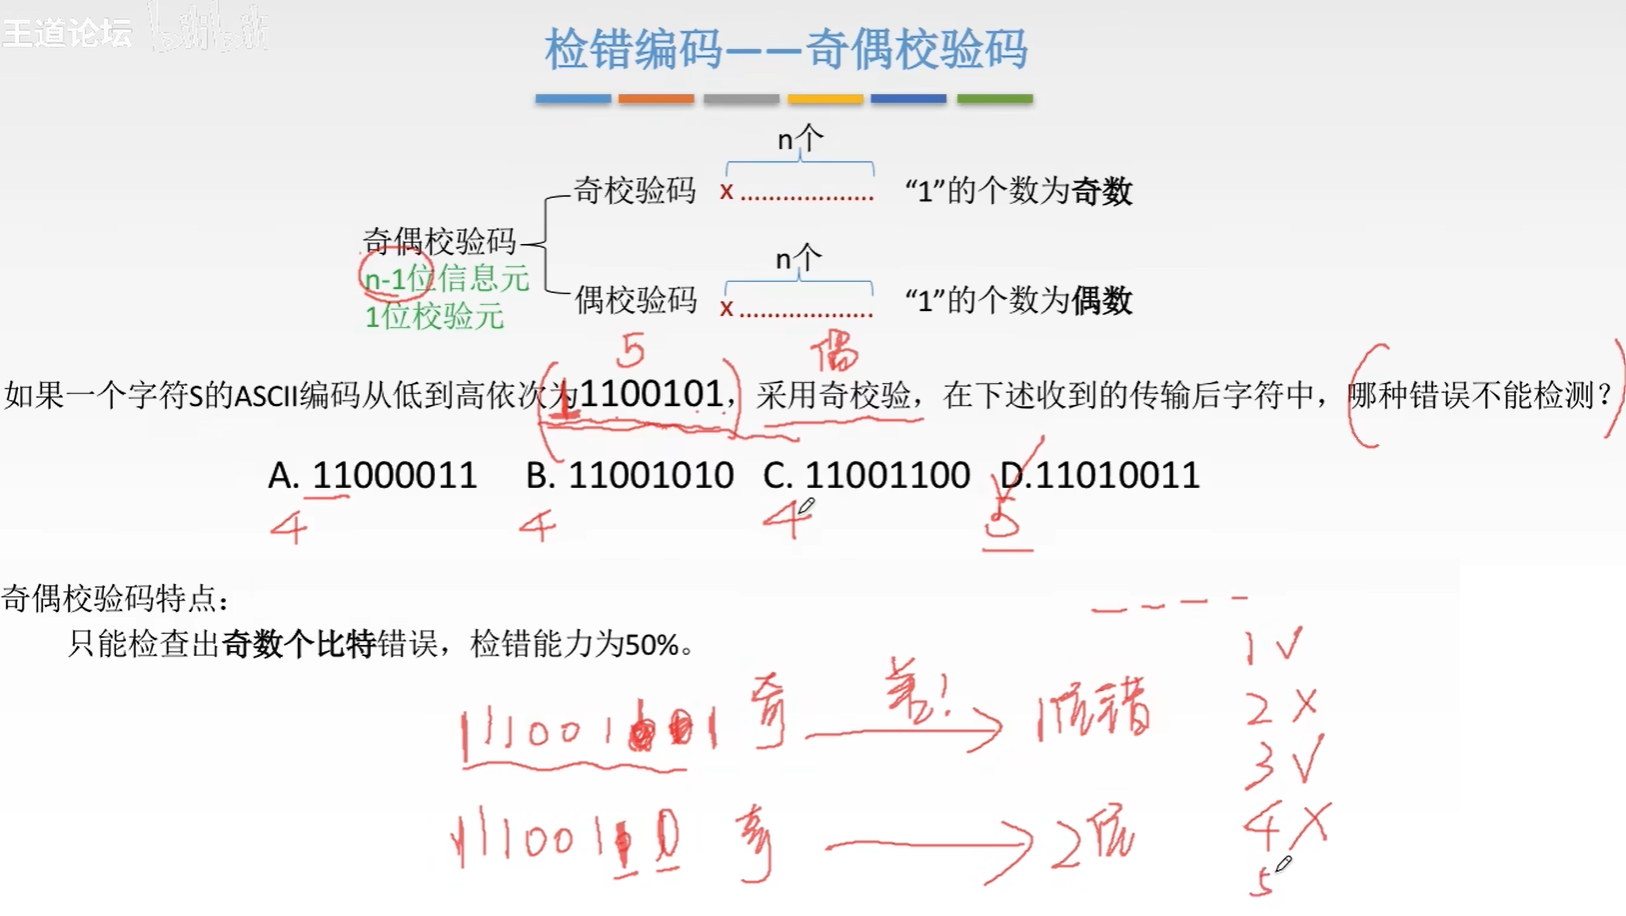 王道论坛 bilibili
检错编码——奇偶校验码
n个
奇校验码 x ................... “1”的个数为奇数
奇偶校验码
n-1位信息元
1位校验元
n个
偶校验码 x ................... “1”的个数为偶数
5 偶
如果一个字符S的ASCII编码从低到高依次为11100101，采用奇校验，在下述收到的传输后字符中，哪种错误不能检测？
A. 11000011 B. 11001010 C. 11001100 D.11010011
4 4 4 5
奇偶校验码特点：
只能检查出奇数个比特错误，检错能力为50%。
1 √
奇 差! 1位错 2 X
3 √
奇 2位 4 X
5